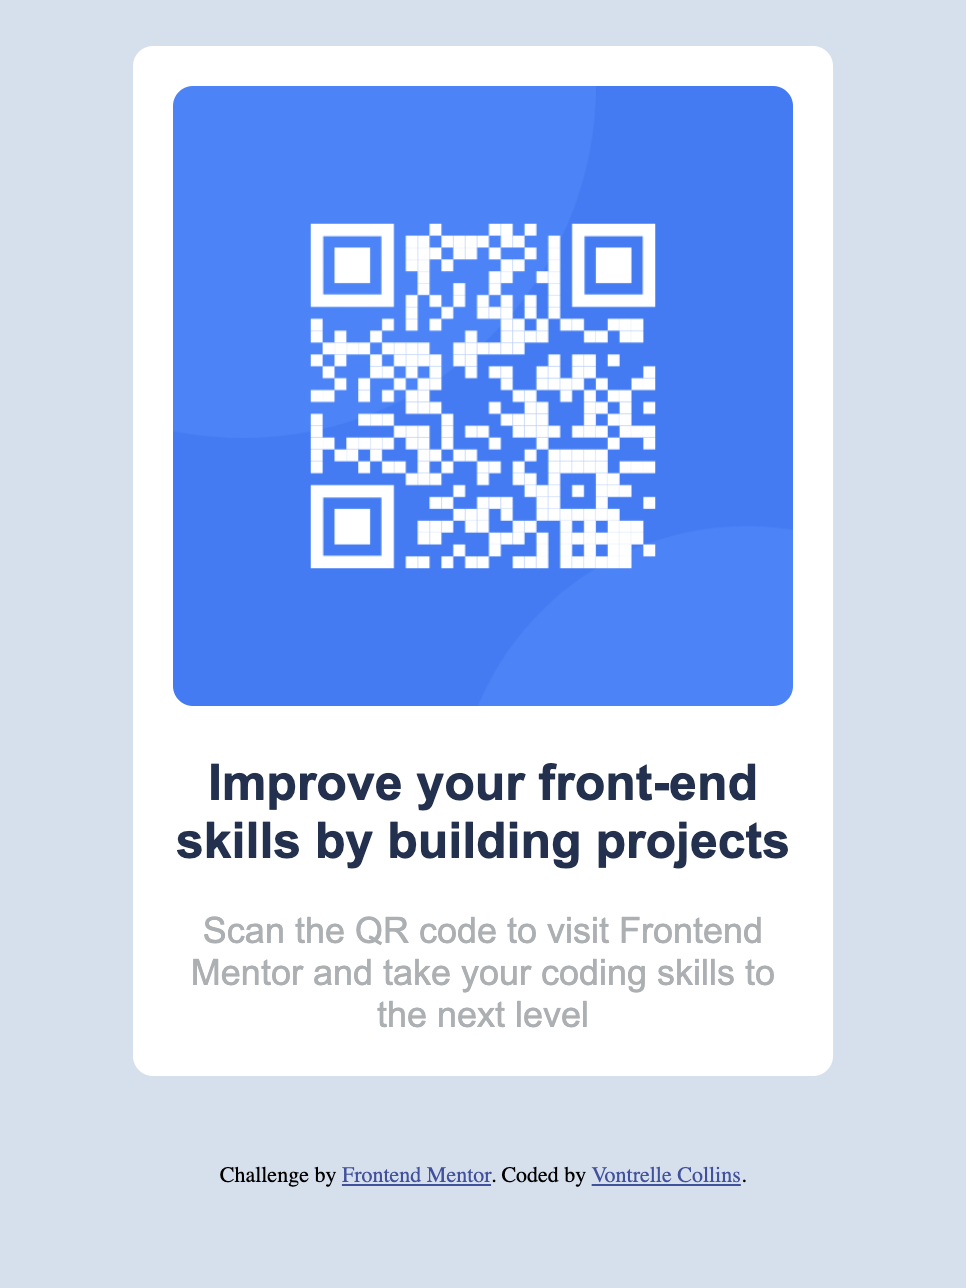 Improve your front-end
skills by building projects
Scan the QR code to visit Frontend
Mentor and take your coding skills to
the next level
Challenge by Frontend Mentor. Coded by Vontrelle Collins.